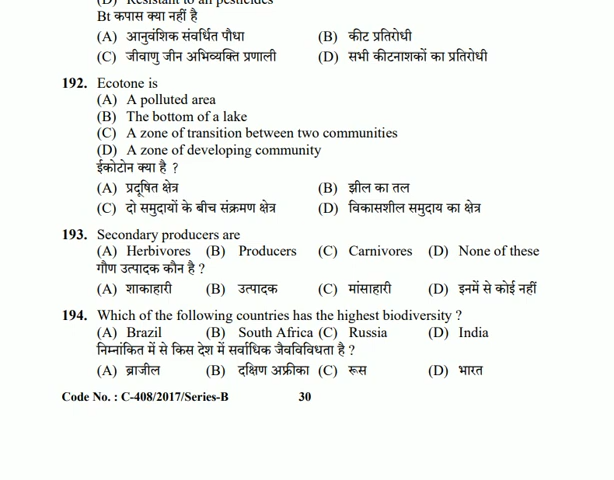 (D) Resistant to all pesticides
Bt कपास क्या नहीं है
(A) आनुवंशिक संवर्धित पौधा (B) कीट प्रतिरोधी
(C) जीवाणु जीन अभिव्यक्ति प्रणाली (D) सभी कीटनाशकों का प्रतिरोधी
192. Ecotone is
(A) A polluted area
(B) The bottom of a lake
(C) A zone of transition between two communities
(D) A zone of developing community
ईकोटोन क्या है ?
(A) प्रदूषित क्षेत्र (B) झील का तल
(C) दो समुदायों के बीच संक्रमण क्षेत्र (D) विकासशील समुदाय का क्षेत्र
193. Secondary producers are
(A) Herbivores (B) Producers (C) Carnivores (D) None of these
गौण उत्पादक कौन है ?
(A) शाकाहारी (B) उत्पादक (C) मांसाहारी (D) इनमें से कोई नहीं
194. Which of the following countries has the highest biodiversity ?
(A) Brazil (B) South Africa (C) Russia (D) India
निम्नांकित में से किस देश में सर्वाधिक जैवविविधता है ?
(A) ब्राजील (B) दक्षिण अफ्रीका (C) रूस (D) भारत
Code No. : C-408/2017/Series-B 30